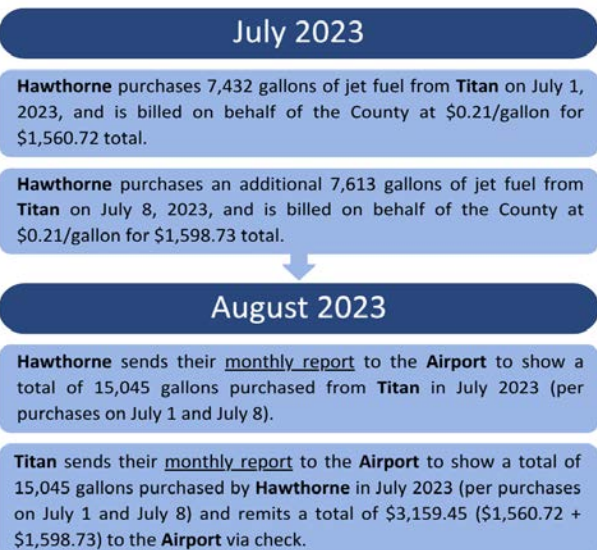 July 2023
Hawthorne purchases 7,432 gallons of jet fuel from Titan on July 1,
2023, and is billed on behalf of the County at $0.21/gallon for
$1,560.72 total.
Hawthorne purchases an additional 7,613 gallons of jet fuel from
Titan on July 8, 2023, and is billed on behalf of the County at
$0.21/gallon for $1,598.73 total.
August 2023
Hawthorne sends their monthly report to the Airport to show a
total of 15,045 gallons purchased from Titan in July 2023 (per
purchases on July 1 and July 8).
Titan sends their monthly report to the Airport to show a total of
15,045 gallons purchased by Hawthorne in July 2023 (per purchases
on July 1 and July 8) and remits a total of $3,159.45 ($1,560.72 +
$1,598.73) to the Airport via check.